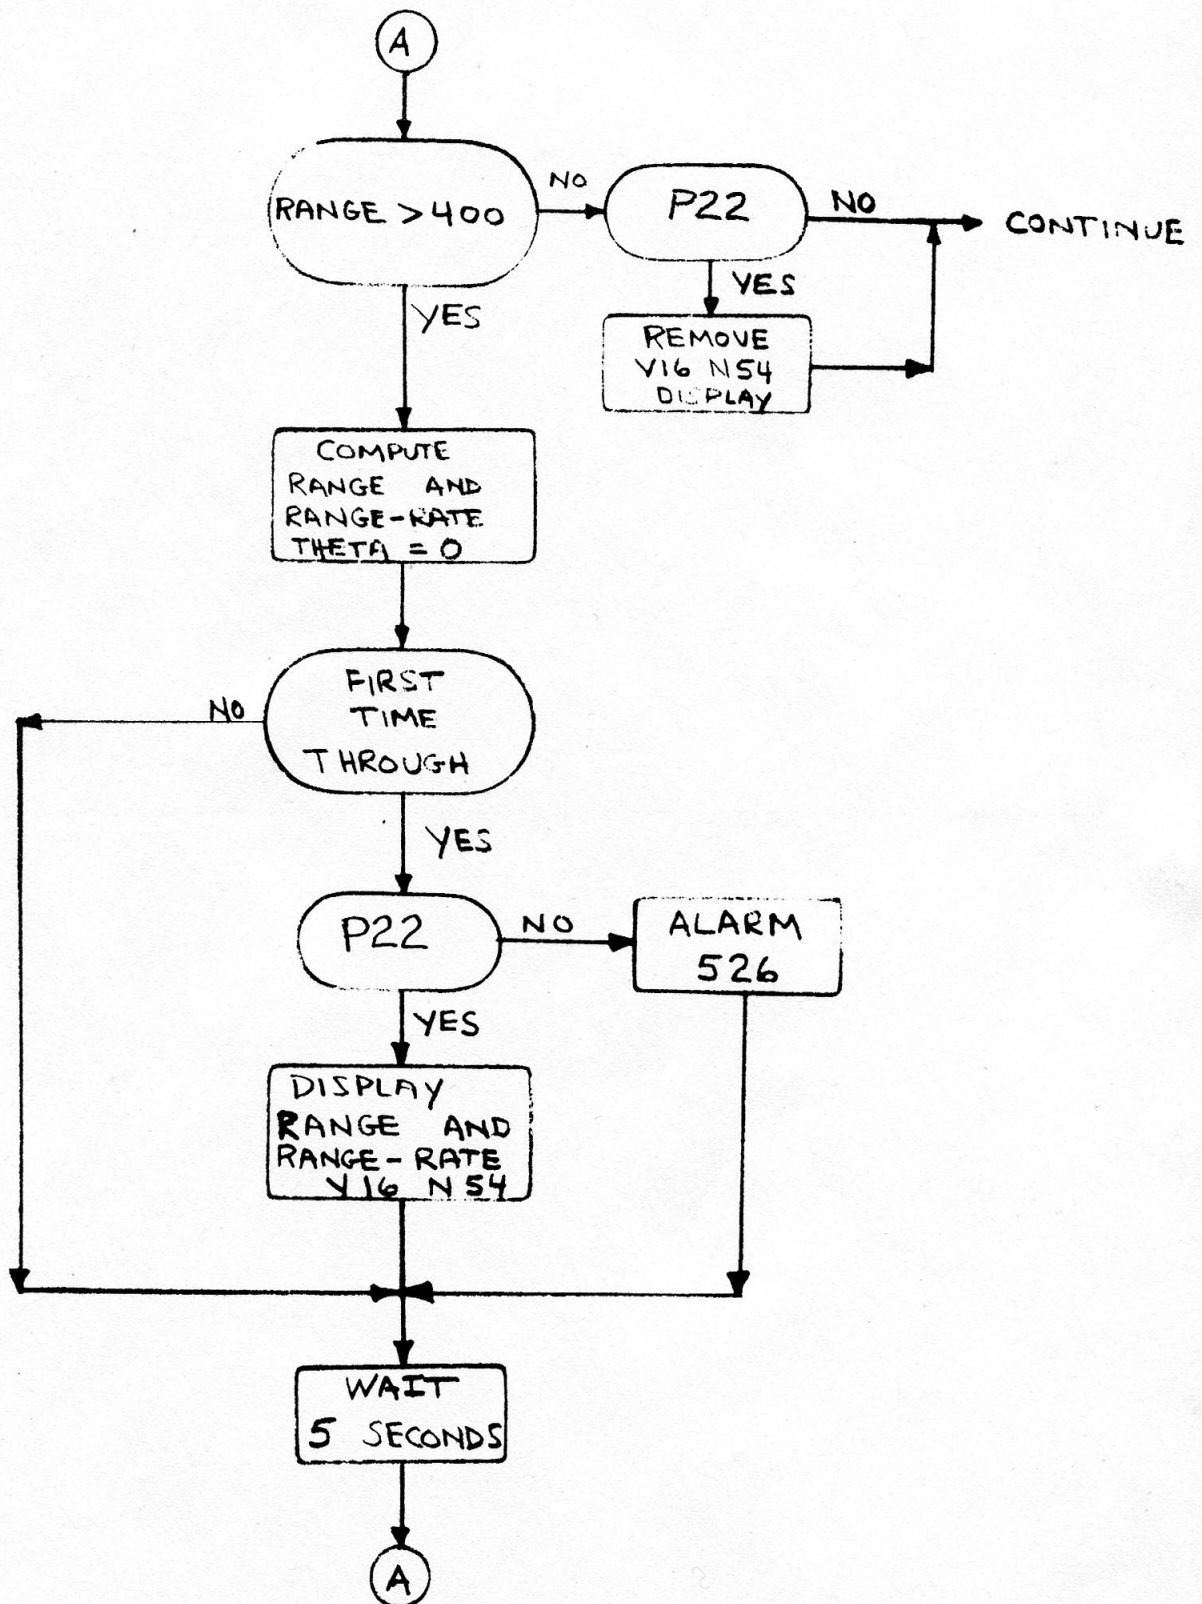 A
RANGE > 400
NO
P22
NO
CONTINUE
YES
YES
REMOVE
V16 N54
DISPLAY
COMPUTE
RANGE AND
RANGE-RATE
THETA = 0
FIRST
TIME
THROUGH
NO
YES
P22
NO
ALARM
526
YES
DISPLAY
RANGE AND
RANGE-RATE
V16 N54
WAIT
5 SECONDS
A